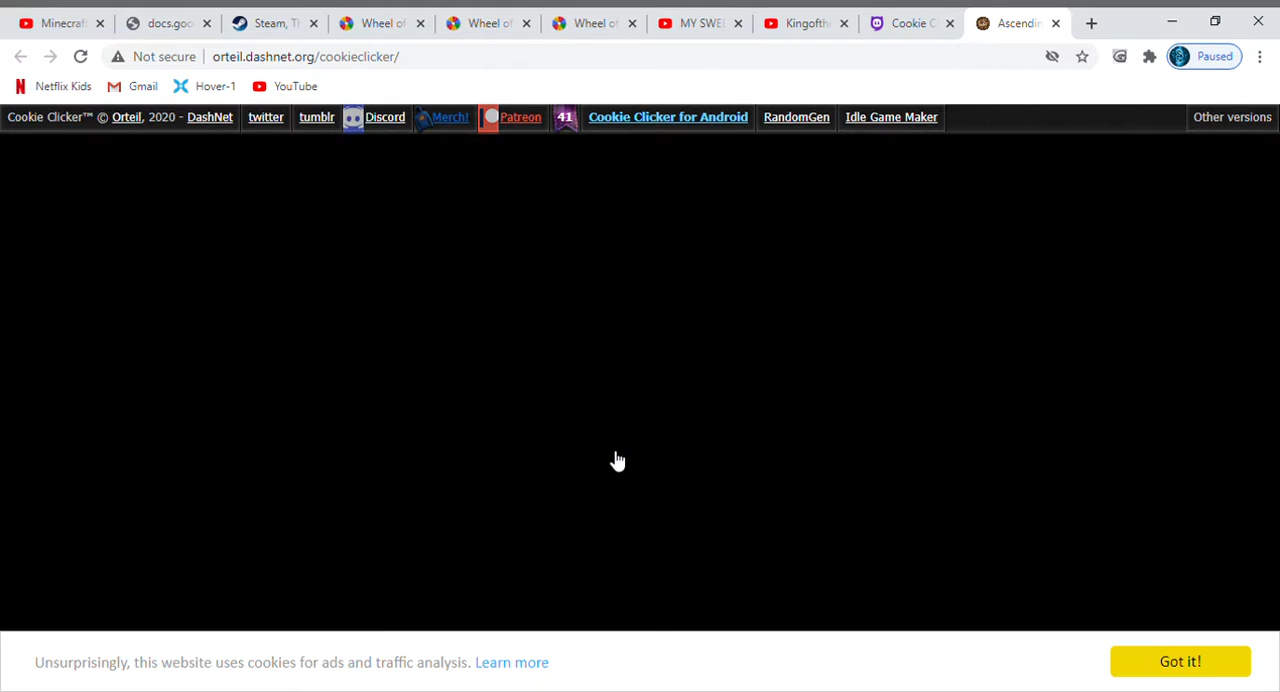 Minecraft docs.goo Steam, Th Wheel of Wheel of Wheel of MY SWE Kingofthe Cookie C Ascendin
Not secure orteil.dashnet.org/cookieclicker/ Paused
Netflix Kids Gmail Hover-1 YouTube
Cookie Clicker™ © Orteil, 2020 - DashNet twitter tumblr Discord Merch! Patreon 41 Cookie Clicker for Android RandomGen Idle Game Maker Other versions
Unsurprisingly, this website uses cookies for ads and traffic analysis. Learn more Got it!